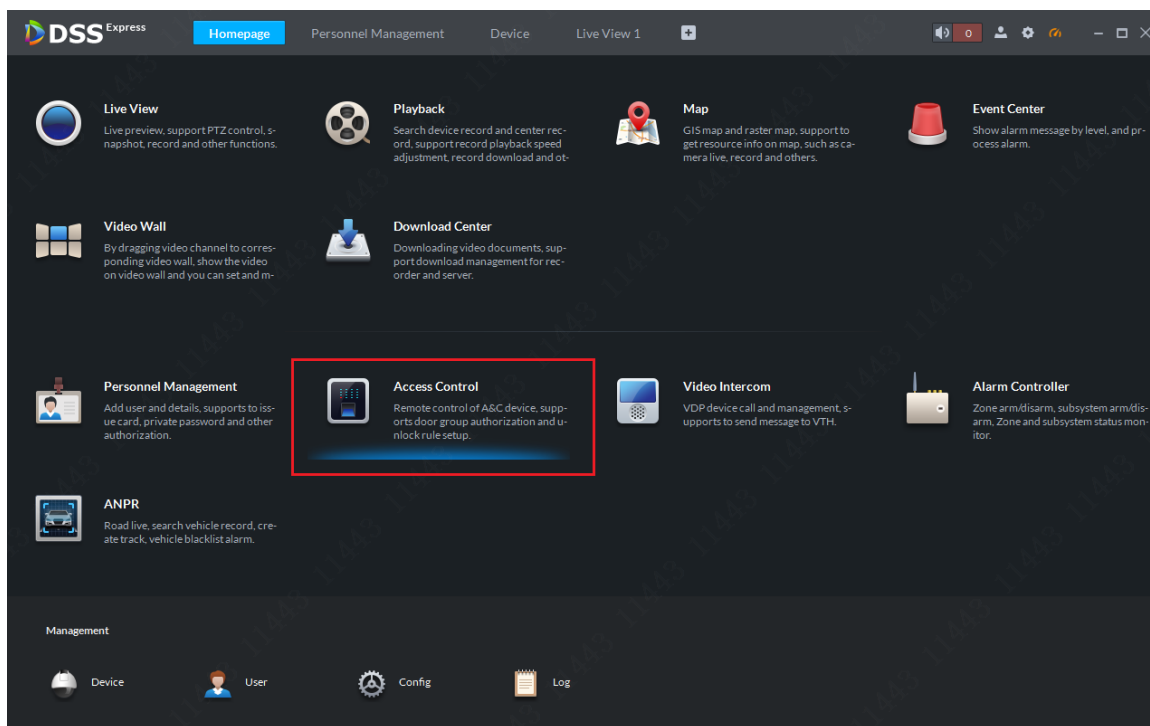 DSS Express
Homepage
Personnel Management
Device
Live View 1
0
Live View
Live preview, support PTZ control, s-
napshot, record and other functions.
Playback
Search device record and center rec-
ord, support record playback speed
adjustment, record download and ot-
Map
GIS map and raster map, support to
get resource info on map, such as ca-
mera live, record and others.
Event Center
Show alarm message by level, and pr-
ocess alarm.
Video Wall
By dragging video channel to corres-
ponding video wall, show the video
on video wall and you can set and m-
Download Center
Downloading video documents, sup-
port download management for rec-
order and server.
Personnel Management
Add user and details, supports to iss-
ue card, private password and other
authorization.
Access Control
Remote control of A&C device, supp-
orts door group authorization and u-
nlock rule setup.
Video Intercom
VDP device call and management, s-
upports to send message to VTH.
Alarm Controller
Zone arm/disarm, subsystem arm/dis-
arm, Zone and subsystem status mon-
itor.
ANPR
Road live, search vehicle record, cre-
ate track, vehicle blacklist alarm.
Management
Device
User
Config
Log